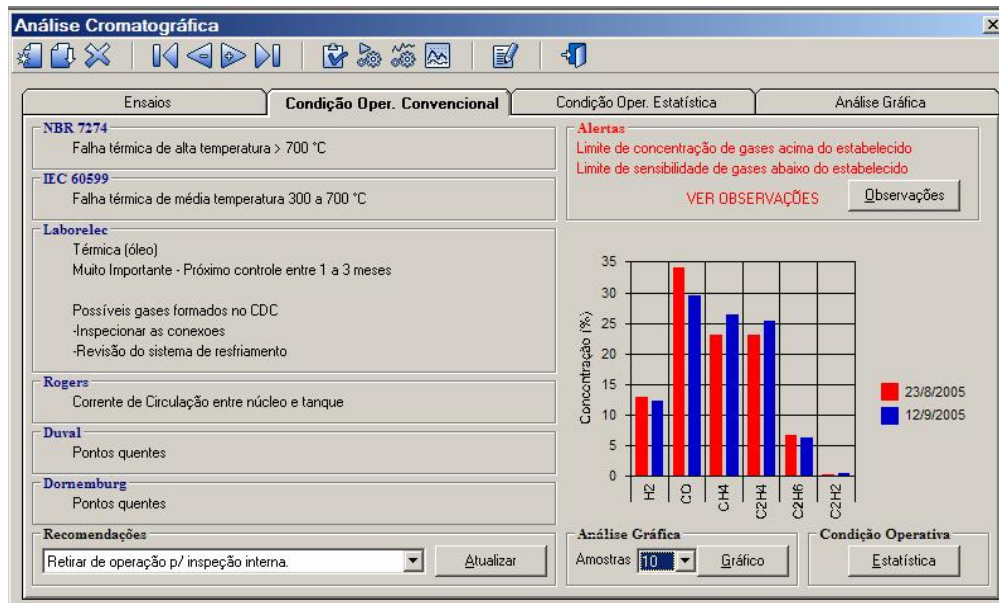 Análise Cromatográfica
Ensaios
Condição Oper. Convencional
Condição Oper. Estatística
Análise Gráfica
NBR 7274
Falha térmica de alta temperatura > 700 °C
IEC 60599
Falha térmica de média temperatura 300 a 700 °C
Laborelec
Térmica (óleo)
Muito Importante - Próximo controle entre 1 a 3 meses
Possíveis gases formados no CDC
-Inspecionar as conexoes
-Revisão do sistema de resfriamento
Rogers
Corrente de Circulação entre núcleo e tanque
Duval
Pontos quentes
Dornemburg
Pontos quentes
Recomendações
Retirar de operação p/ inspeção interna.
Atualizar
Alertas
Limite de concentração de gases acima do estabelecido
Limite de sensibilidade de gases abaixo do estabelecido
VER OBSERVAÇÕES
Observações
Concentração (%)
35
30
25
20
15
10
5
0
H2
CO
CH4
C2H4
C2H6
C2H2
23/8/2005
12/9/2005
Análise Gráfica
Amostras 10
Gráfico
Condição Operativa
Estatística